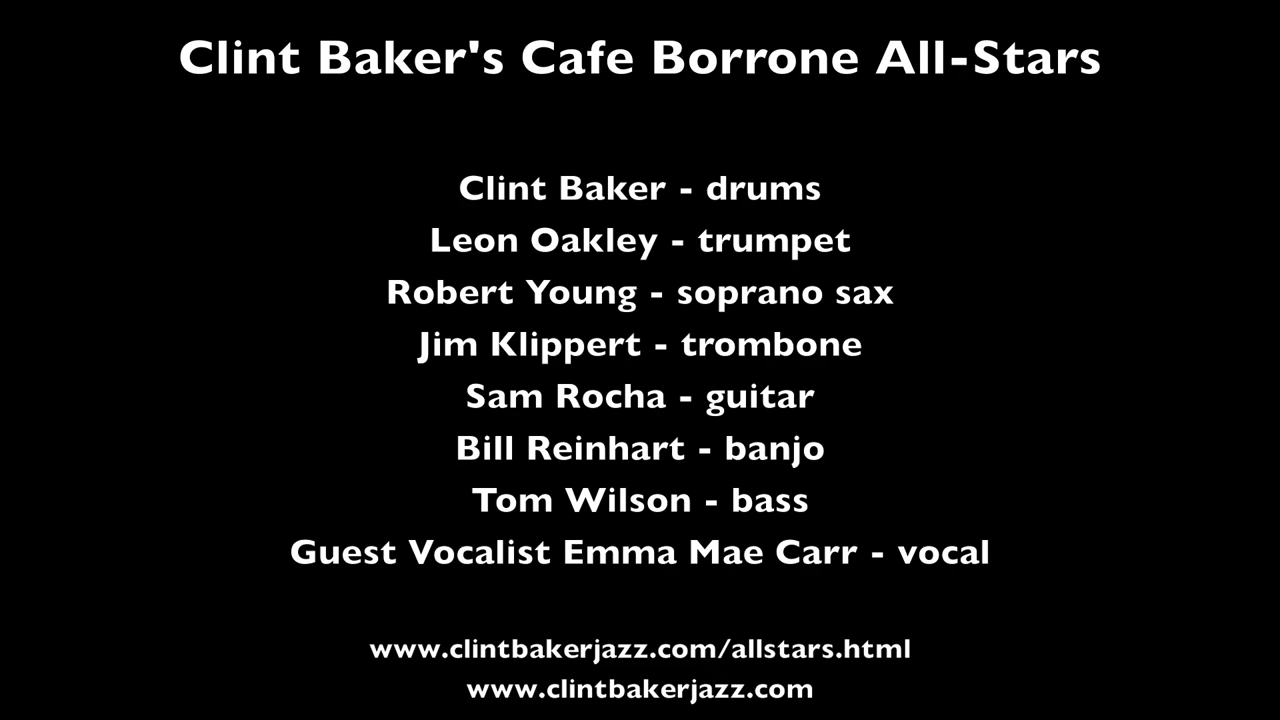 Clint Baker's Cafe Borrone All-Stars
Clint Baker - drums
Leon Oakley - trumpet
Robert Young - soprano sax
Jim Klippert - trombone
Sam Rocha - guitar
Bill Reinhart - banjo
Tom Wilson - bass
Guest Vocalist Emma Mae Carr - vocal
www.clintbakerjazz.com/allstars.html
www.clintbakerjazz.com